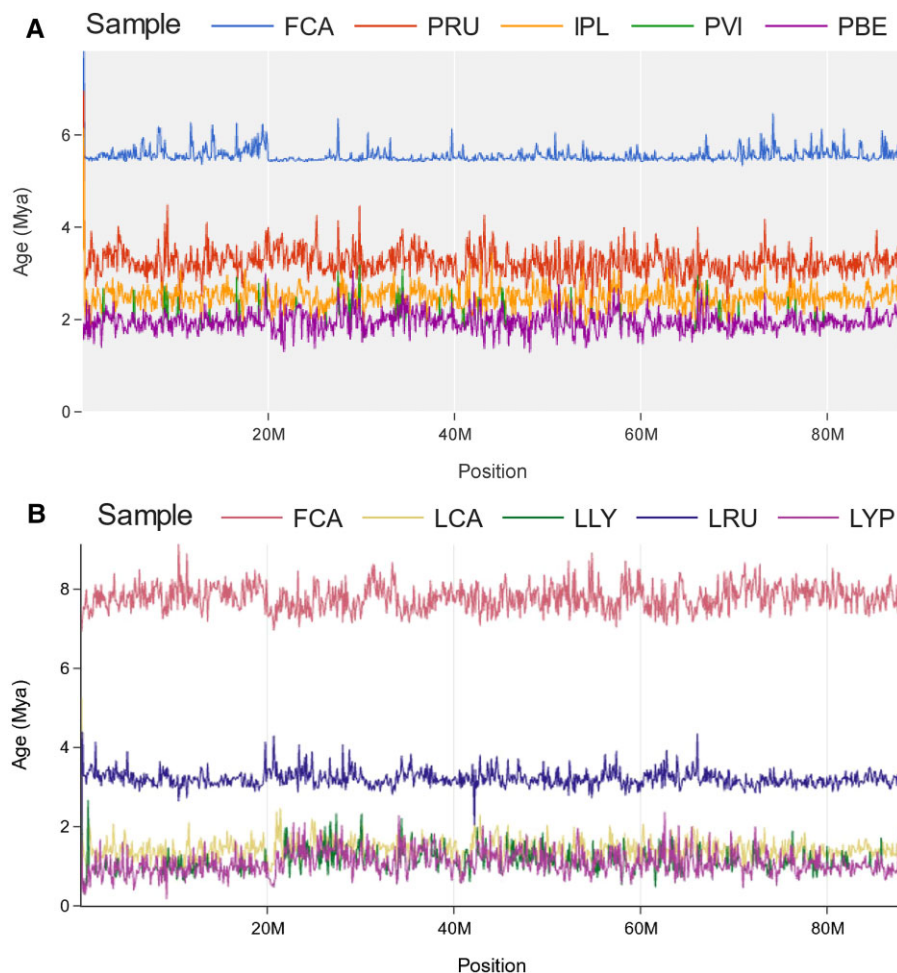 A Sample FCA PRU IPL PVI PBE
6
4
2
0
Age (Mya)
20M 40M 60M 80M
Position
B Sample FCA LCA LLY LRU LYP
8
6
4
2
0
Age (Mya)
20M 40M 60M 80M
Position